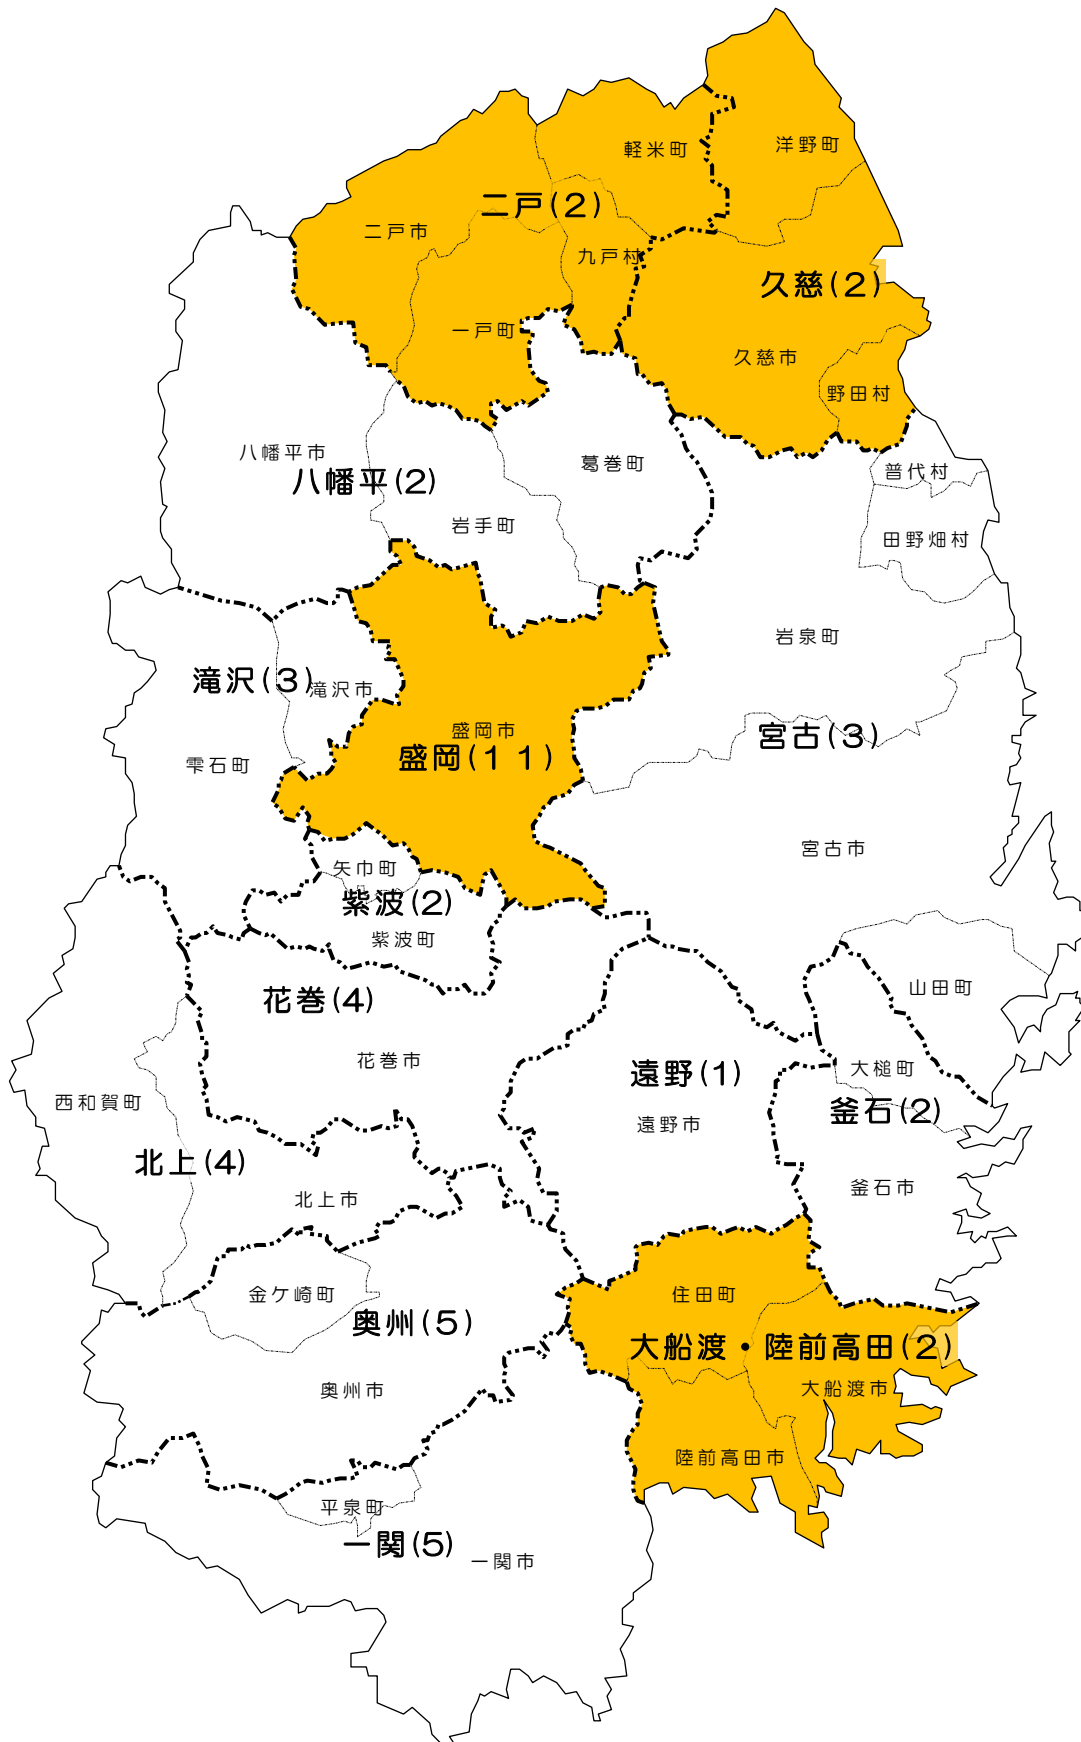 洋野町
軽米町
二戸(2)
二戸市
九戸村
久慈(2)
一戸町
久慈市
野田村
八幡平市
八幡平(2)
葛巻町
普代村
岩手町
田野畑村
岩泉町
滝沢(3)
滝沢市
盛岡市
盛岡(11)
宮古(3)
雫石町
宮古市
矢巾町
紫波(2)
紫波町
山田町
花巻(4)
花巻市
遠野(1)
大槌町
西和賀町
釜石(2)
遠野市
北上(4)
釜石市
北上市
金ケ崎町
住田町
奥州(5)
大船渡・陸前高田(2)
奥州市
大船渡市
陸前高田市
平泉町
一関(5)
一関市